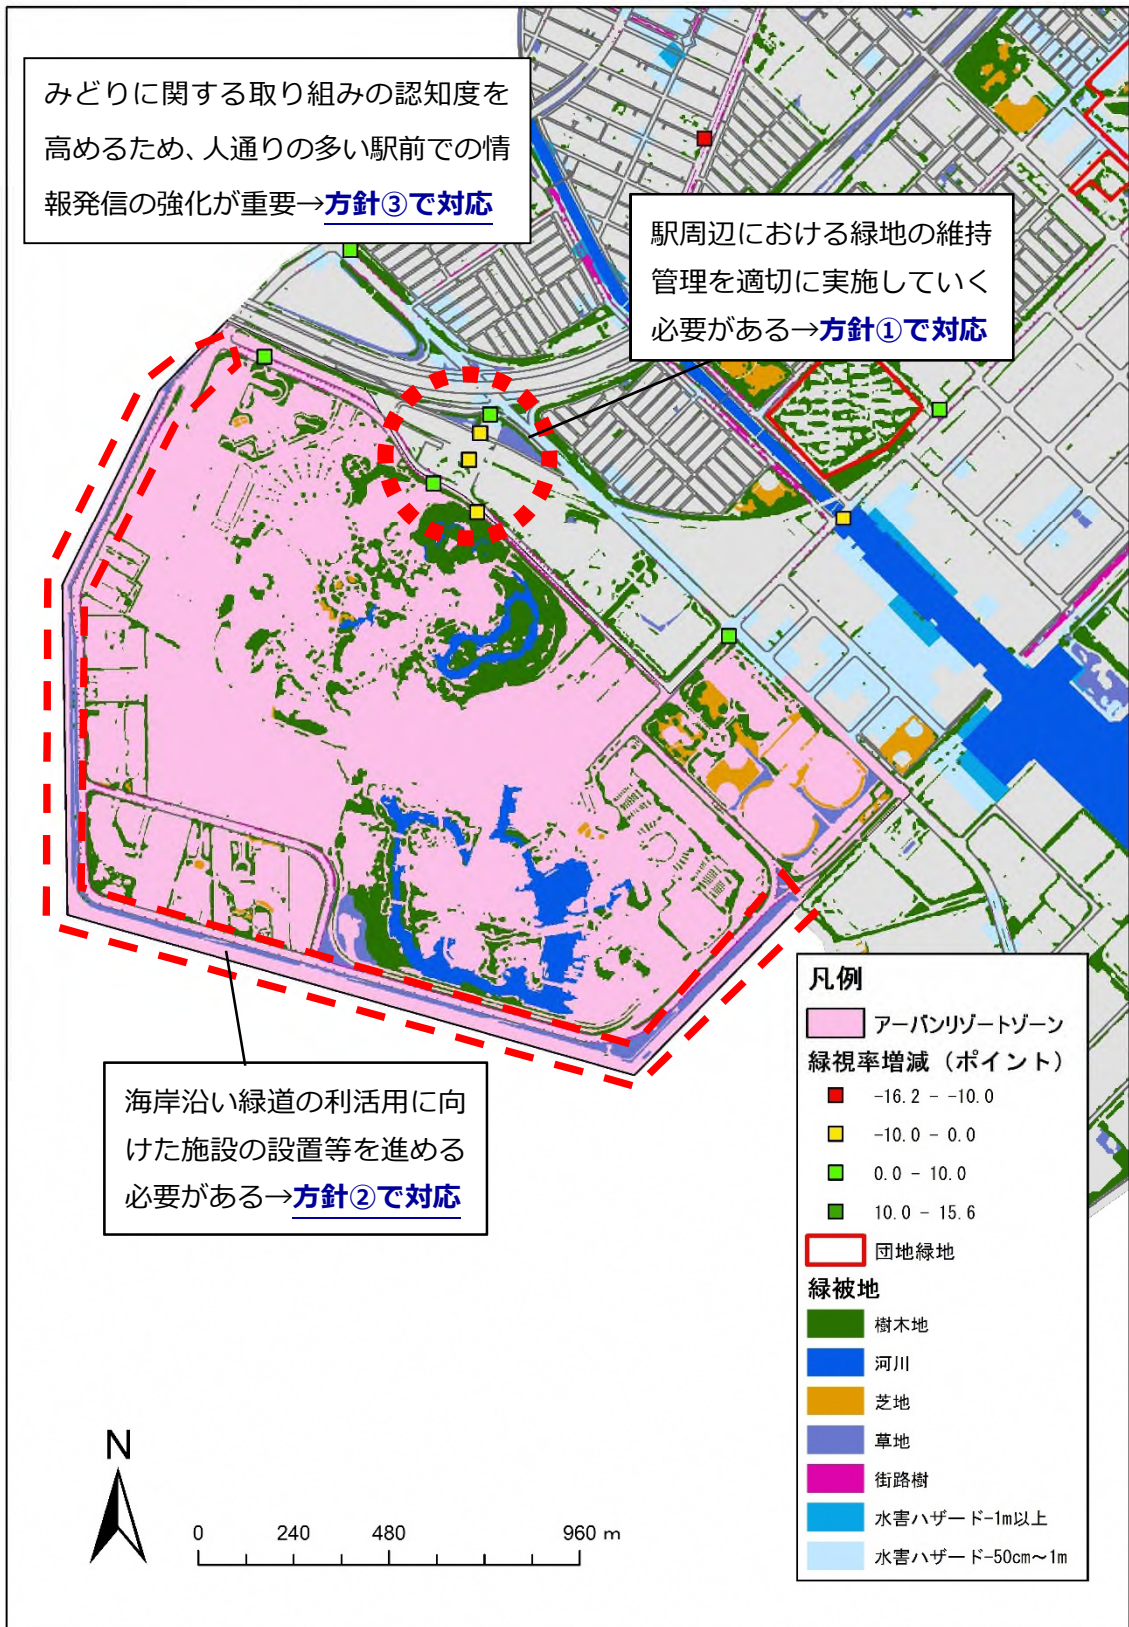 みどりに関する取り組みの認知度を
高めるため、人通りの多い駅前での情
報発信の強化が重要→方針③で対応
駅周辺における緑地の維持
管理を適切に実施していく
必要がある→方針①で対応
海岸沿い緑道の利活用に向
けた施設の設置等を進める
必要がある→方針②で対応
凡例
アーバンリゾートゾーン
緑視率増減（ポイント）
-16.2 - -10.0
-10.0 - 0.0
0.0 - 10.0
10.0 - 15.6
団地緑地
緑被地
樹木地
河川
芝地
草地
街路樹
水害ハザード-1m以上
水害ハザード-50cm～1m
N
0 240 480 960 m